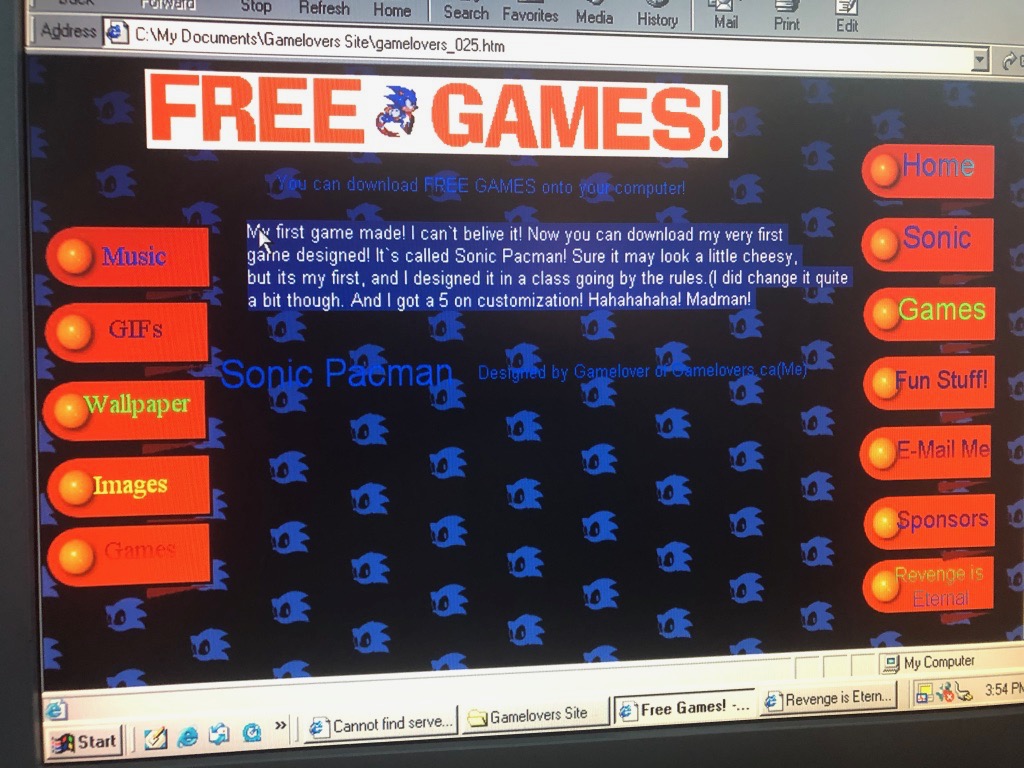 Back Forward Stop Refresh Home Search Favorites Media History Mail Print Edit
Address C:\My Documents\Gamelovers Site\gamelovers_025.htm
FREE GAMES!
You can download FREE GAMES onto your computer!
My first game made! I can`t belive it! Now you can download my very first
game designed! It`s called Sonic Pacman! Sure it may look a little cheesy,
but its my first, and I designed it in a class going by the rules.(I did change it quite
a bit though. And I got a 5 on customization! Hahahahaha! Madman!
Sonic Pacman Designed by Gamelover of Gamelovers.ca(Me)
Music
GIFs
Wallpaper
Images
Games
Home
Sonic
Games
Fun Stuff!
E-Mail Me
Sponsors
Revenge is
Eternal
My Computer
Start » Cannot find serve... Gamelovers Site Free Games! -... Revenge is Etern... 3:54 PM